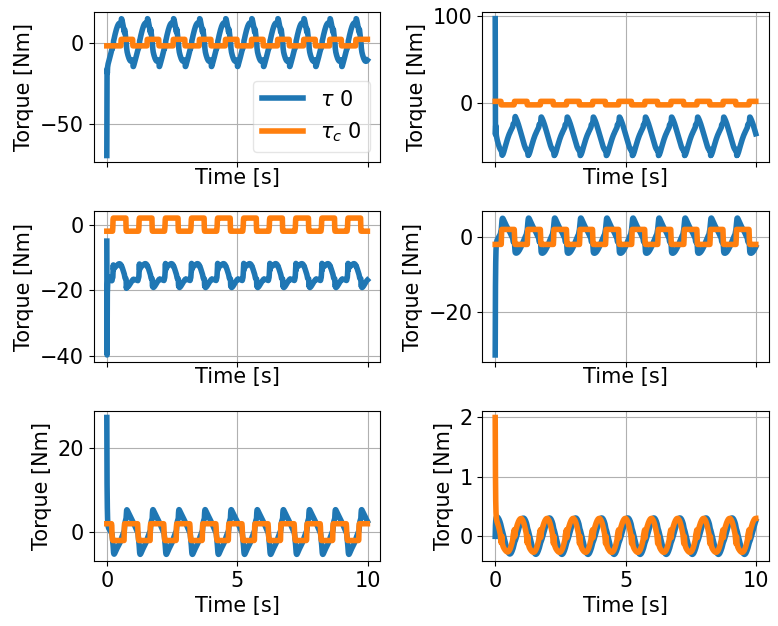 Torque [Nm]
0
−50
τ 0
τc 0
Time [s]
Torque [Nm]
100
0
Time [s]
Torque [Nm]
0
−20
−40
Time [s]
Torque [Nm]
0
−20
Time [s]
Torque [Nm]
20
0
0 5 10
Time [s]
Torque [Nm]
2
1
0
0 5 10
Time [s]